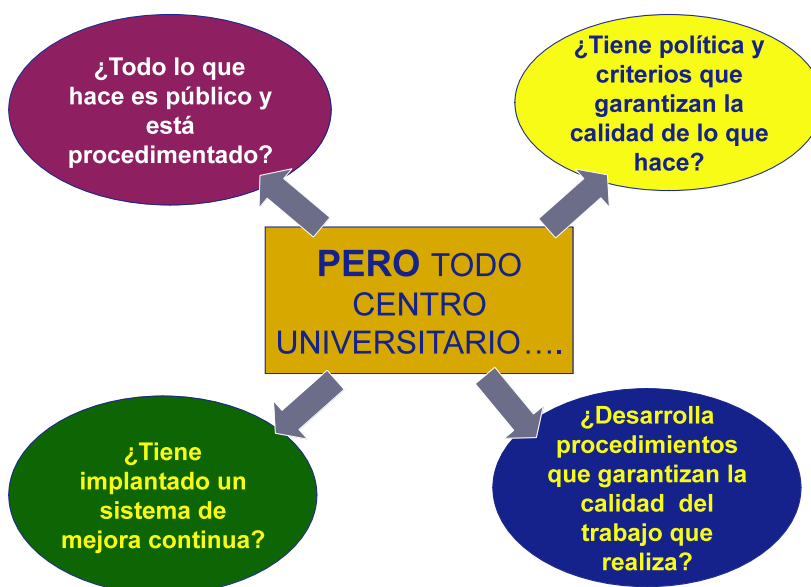 ¿Todo lo que
hace es público y
está
procedimentado?
¿Tiene política y
criterios que
garantizan la
calidad de lo que
hace?
PERO TODO
CENTRO
UNIVERSITARIO….
¿Tiene
implantado un
sistema de
mejora continua?
¿Desarrolla
procedimientos
que garantizan la
calidad del
trabajo que
realiza?